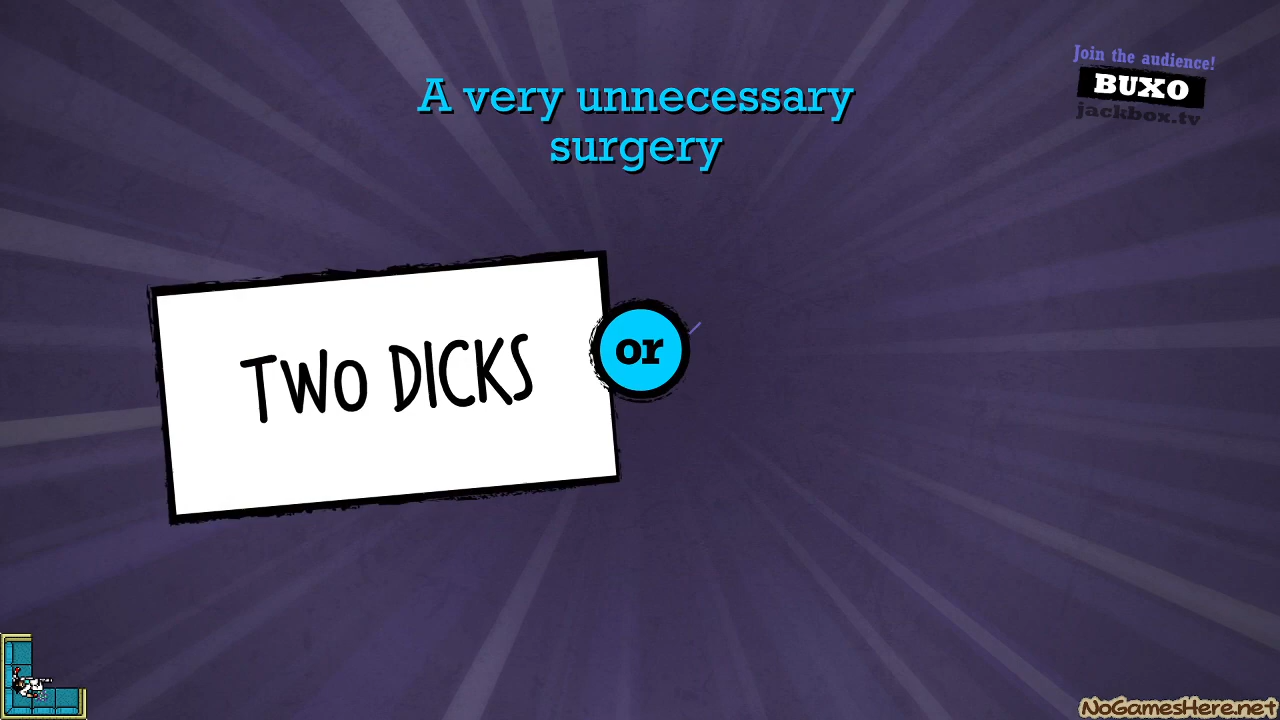 Join the audience!
BUXO
jackbox.tv
A very unnecessary
surgery
TWO DICKS
or
NoGamesHere.net